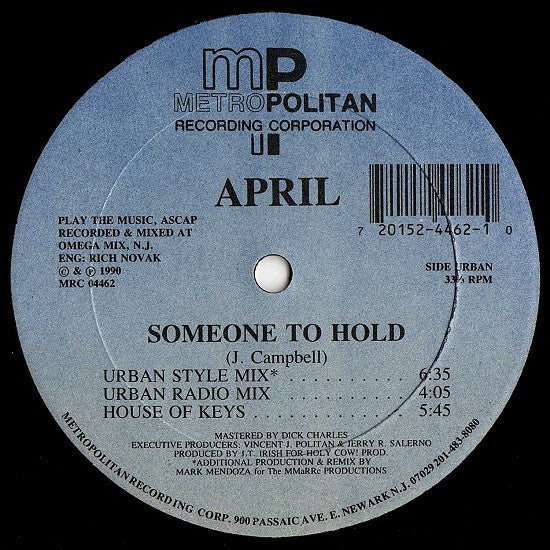 mp
METROPOLITAN
RECORDING CORPORATION
APRIL
7 20152-4462-1 0
PLAY THE MUSIC, ASCAP
RECORDED & MIXED AT
OMEGA MIX, N.J.
ENG: RICH NOVAK
© & ℗ 1990
MRC 04462
SIDE URBAN
33⅓ RPM
SOMEONE TO HOLD
(J. Campbell)
URBAN STYLE MIX* . . . . . . . . . . 6:35
URBAN RADIO MIX . . . . . . . . . . 4:05
HOUSE OF KEYS . . . . . . . . . . . . 5:45
MASTERED BY DICK CHARLES
EXECUTIVE PRODUCERS: VINCENT J. POLITAN & JERRY R. SALERNO
PRODUCED BY J.T. IRISH FOR HOLY COW! PROD.
*ADDITIONAL PRODUCTION & REMIX BY
MARK MENDOZA for The MMaRRe PRODUCTIONS
METROPOLITAN RECORDING CORP. 900 PASSAIC AVE. E. NEWARK N.J. 07029 201-483-8080